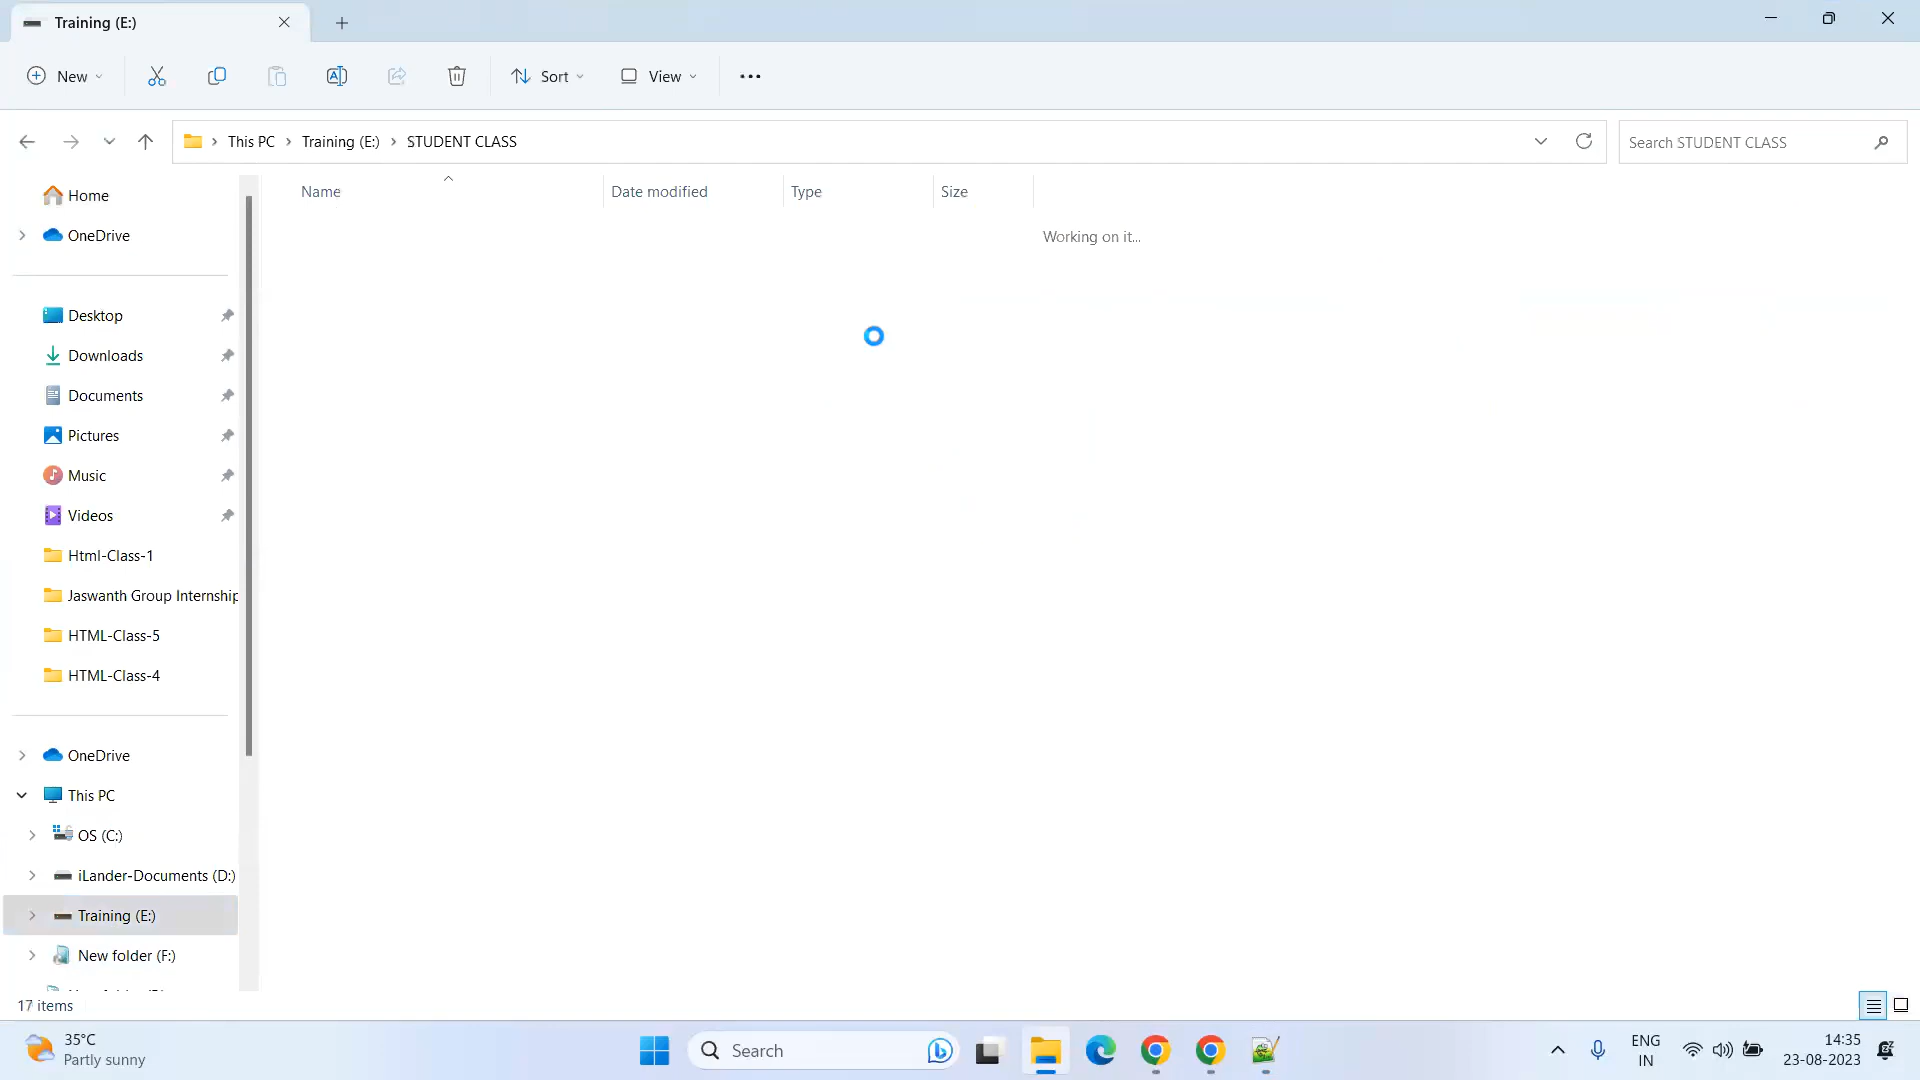 Training (E:)
New
Sort
View
This PC
Training (E:)
STUDENT CLASS
Search STUDENT CLASS
Name
Date modified
Type
Size
Working on it...
Home
OneDrive
Desktop
Downloads
Documents
Pictures
Music
Videos
Html-Class-1
Jaswanth Group Internship
HTML-Class-5
HTML-Class-4
OneDrive
This PC
OS (C:)
iLander-Documents (D:)
Training (E:)
New folder (F:)
17 items
35°C
Partly sunny
Search
ENG
IN
14:35
23-08-2023